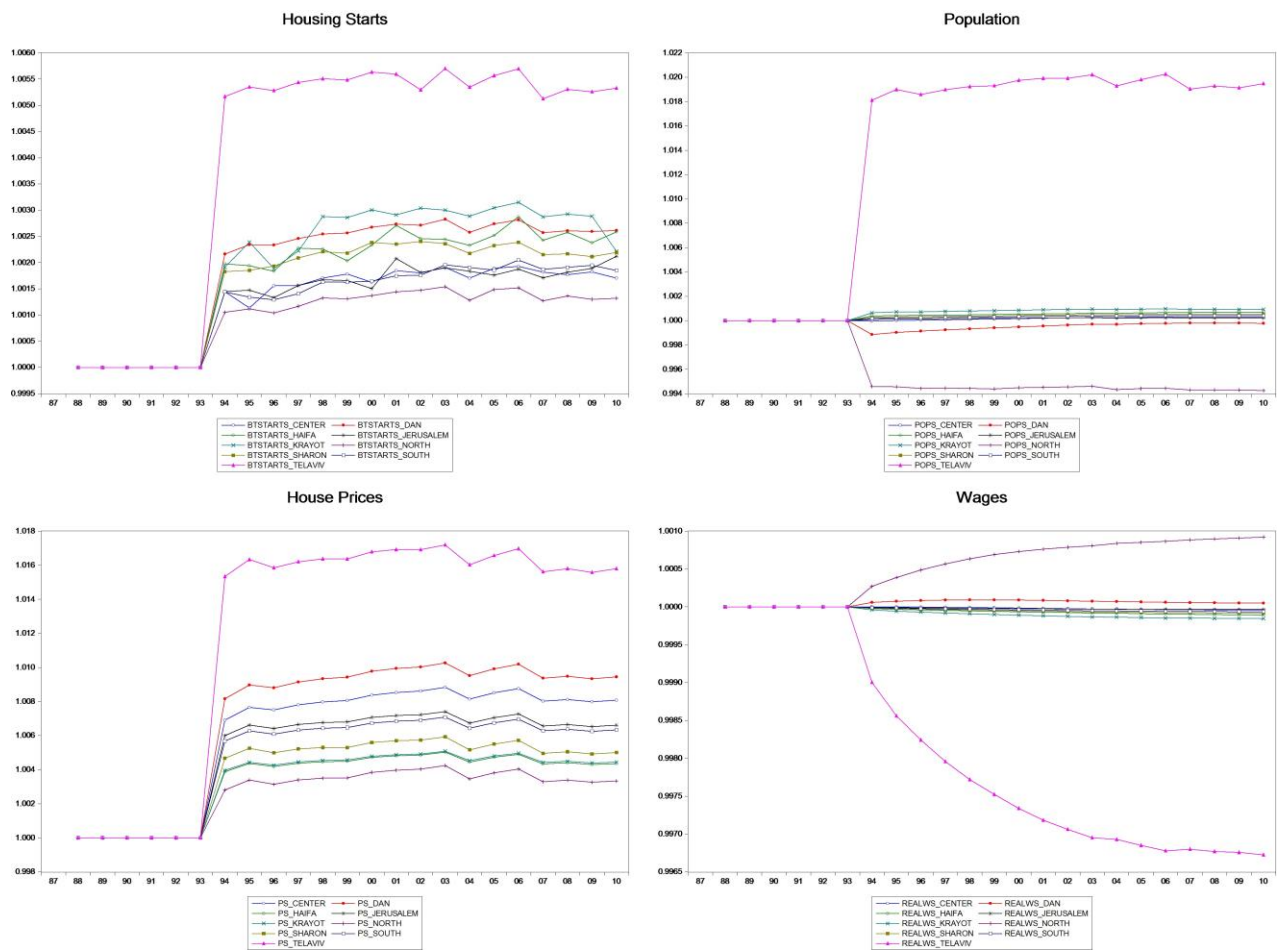 Housing Starts
1.0060
1.0055
1.0050
1.0045
1.0040
1.0035
1.0030
1.0025
1.0020
1.0015
1.0010
1.0005
1.0000
0.9995
87 88 89 90 91 92 93 94 95 96 97 98 99 00 01 02 03 04 05 06 07 08 09 10
BTSTARTS_CENTER BTSTARTS_DAN
BTSTARTS_HAIFA BTSTARTS_JERUSALEM
BTSTARTS_KRAYOT BTSTARTS_NORTH
BTSTARTS_SHARON BTSTARTS_SOUTH
BTSTARTS_TELAVIV
Population
1.022
1.020
1.018
1.016
1.014
1.012
1.010
1.008
1.006
1.004
1.002
1.000
0.998
0.996
0.994
87 88 89 90 91 92 93 94 95 96 97 98 99 00 01 02 03 04 05 06 07 08 09 10
POPS_CENTER POPS_DAN
POPS_HAIFA POPS_JERUSALEM
POPS_KRAYOT POPS_NORTH
POPS_SHARON POPS_SOUTH
POPS_TELAVIV
House Prices
1.018
1.016
1.014
1.012
1.010
1.008
1.006
1.004
1.002
1.000
0.998
87 88 89 90 91 92 93 94 95 96 97 98 99 00 01 02 03 04 05 06 07 08 09 10
PS_CENTER PS_DAN
PS_HAIFA PS_JERUSALEM
PS_KRAYOT PS_NORTH
PS_SHARON PS_SOUTH
PS_TELAVIV
Wages
1.0010
1.0005
1.0000
0.9995
0.9990
0.9985
0.9980
0.9975
0.9970
0.9965
87 88 89 90 91 92 93 94 95 96 97 98 99 00 01 02 03 04 05 06 07 08 09 10
REALWS_CENTER REALWS_DAN
REALWS_HAIFA REALWS_JERUSALEM
REALWS_KRAYOT REALWS_NORTH
REALWS_SHARON REALWS_SOUTH
REALWS_TELAVIV